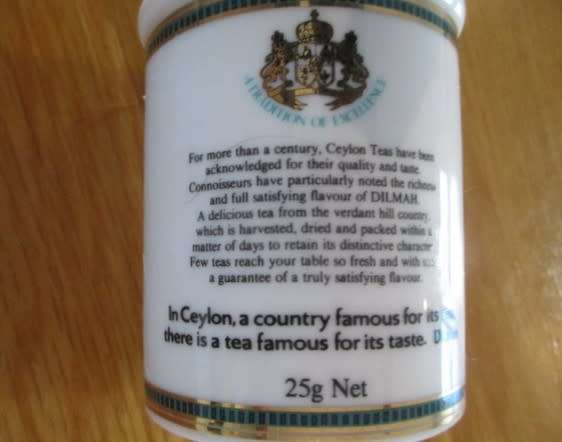 A TRADITION OF EXCELLENCE
For more than a century, Ceylon Teas have been
acknowledged for their quality and taste.
Connoisseurs have particularly noted the richness
and full satisfying flavour of DILMAH.
A delicious tea from the verdant hill country,
which is harvested, dried and packed within a
matter of days to retain its distinctive character
Few teas reach your table so fresh and with such
a guarantee of a truly satisfying flavour.
In Ceylon, a country famous for its
there is a tea famous for its taste.
25g Net